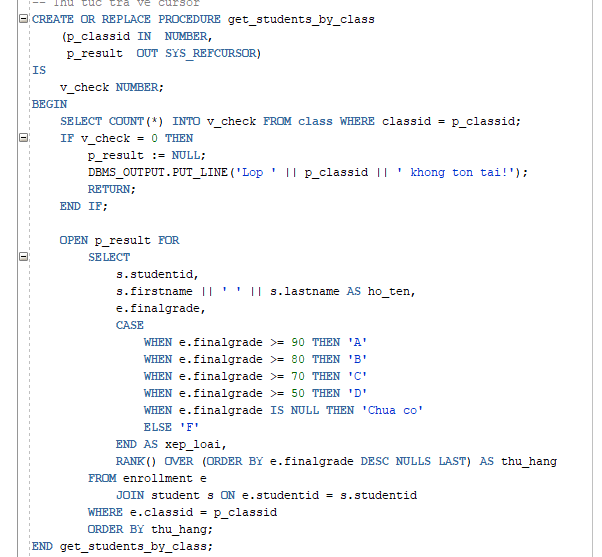 -- Thu tuc tra ve cursor
CREATE OR REPLACE PROCEDURE get_students_by_class
    (p_classid IN  NUMBER,
     p_result  OUT SYS_REFCURSOR)
IS
    v_check NUMBER;
BEGIN
    SELECT COUNT(*) INTO v_check FROM class WHERE classid = p_classid;
    IF v_check = 0 THEN
        p_result := NULL;
        DBMS_OUTPUT.PUT_LINE('Lop ' || p_classid || ' khong ton tai!');
        RETURN;
    END IF;

    OPEN p_result FOR
        SELECT
            s.studentid,
            s.firstname || ' ' || s.lastname AS ho_ten,
            e.finalgrade,
            CASE
                WHEN e.finalgrade >= 90 THEN 'A'
                WHEN e.finalgrade >= 80 THEN 'B'
                WHEN e.finalgrade >= 70 THEN 'C'
                WHEN e.finalgrade >= 50 THEN 'D'
                WHEN e.finalgrade IS NULL THEN 'Chua co'
                ELSE 'F'
            END AS xep_loai,
            RANK() OVER (ORDER BY e.finalgrade DESC NULLS LAST) AS thu_hang
        FROM enrollment e
            JOIN student s ON e.studentid = s.studentid
        WHERE e.classid = p_classid
        ORDER BY thu_hang;
END get_students_by_class;